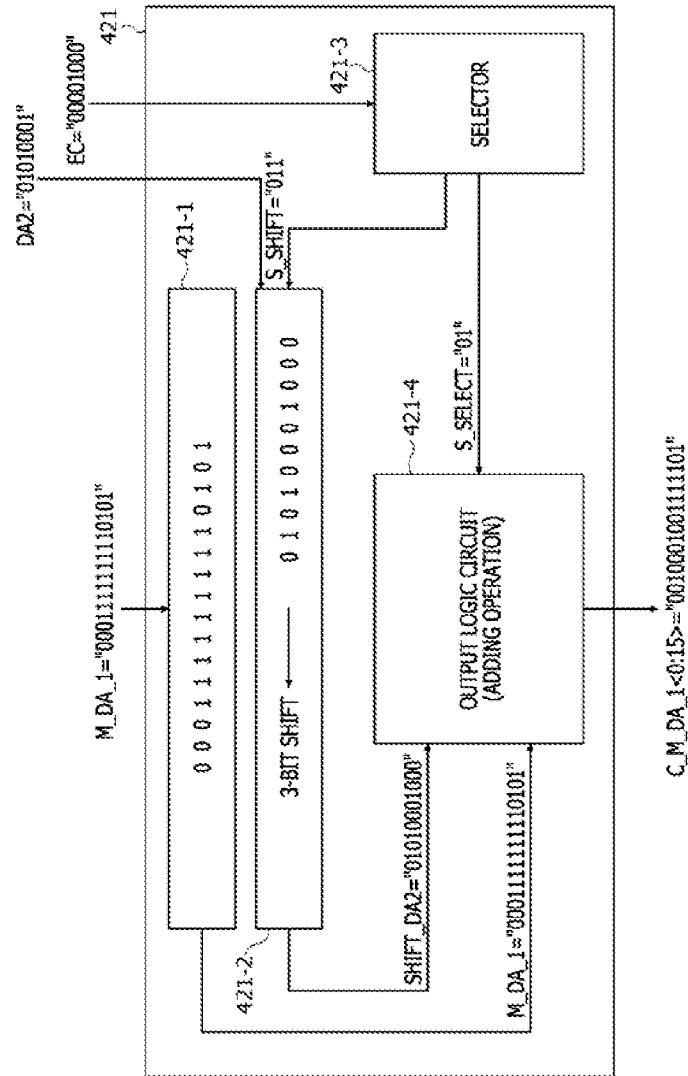 421
DA2="01010001"
EC="00001000"
M_DA_1="0001111111110101"
421-1
0 0 0 1 1 1 1 1 1 1 1 1 0 1 0 1
421-2
3-BIT SHIFT
0 1 0 1 0 0 0 1 0 0 0
S_SHIFT="011"
421-3
SELECTOR
S_SELECT="01"
SHIFT_DA2="01010001000"
M_DA_1="0001111111110101"
421-4
OUTPUT LOGIC CIRCUIT
(ADDING OPERATION)
C_M_DA_1<0:15>="0010001001111101"